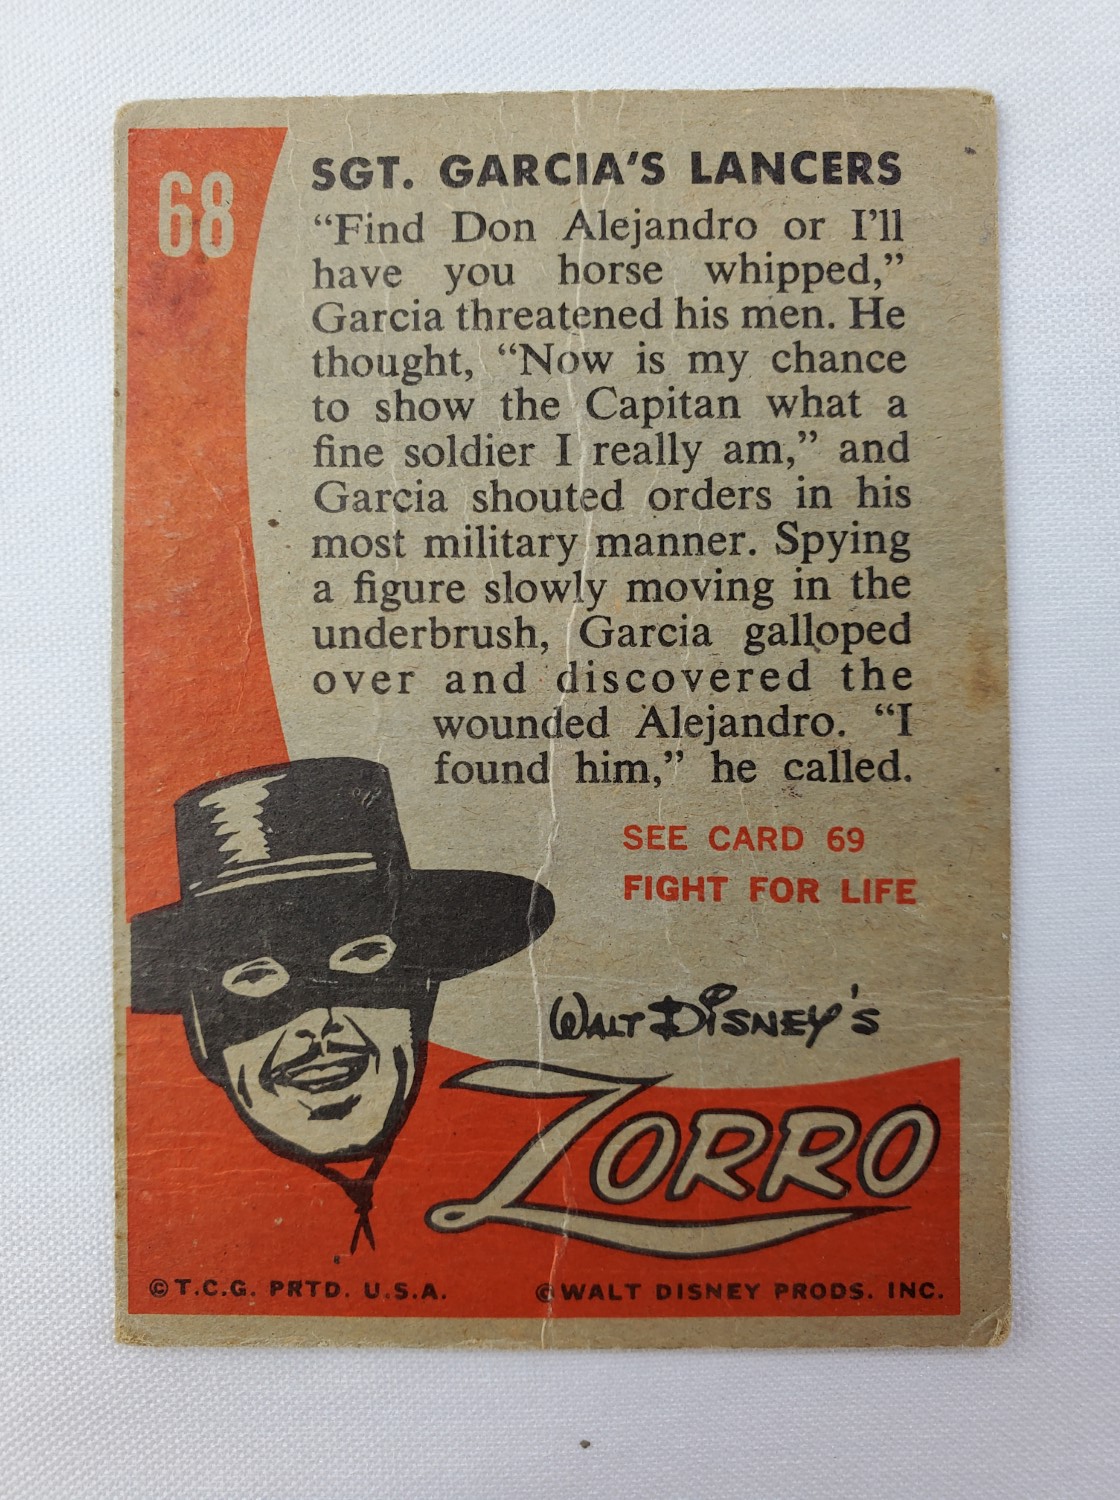 68
SGT. GARCIA'S LANCERS
“Find Don Alejandro or I'll
have you horse whipped,”
Garcia threatened his men. He
thought, “Now is my chance
to show the Capitan what a
fine soldier I really am,” and
Garcia shouted orders in his
most military manner. Spying
a figure slowly moving in the
underbrush, Garcia galloped
over and discovered the
wounded Alejandro. “I
found him,” he called.
SEE CARD 69
FIGHT FOR LIFE
WALT DISNEY'S
ZORRO
©T.C.G. PRTD. U.S.A. ©WALT DISNEY PRODS. INC.